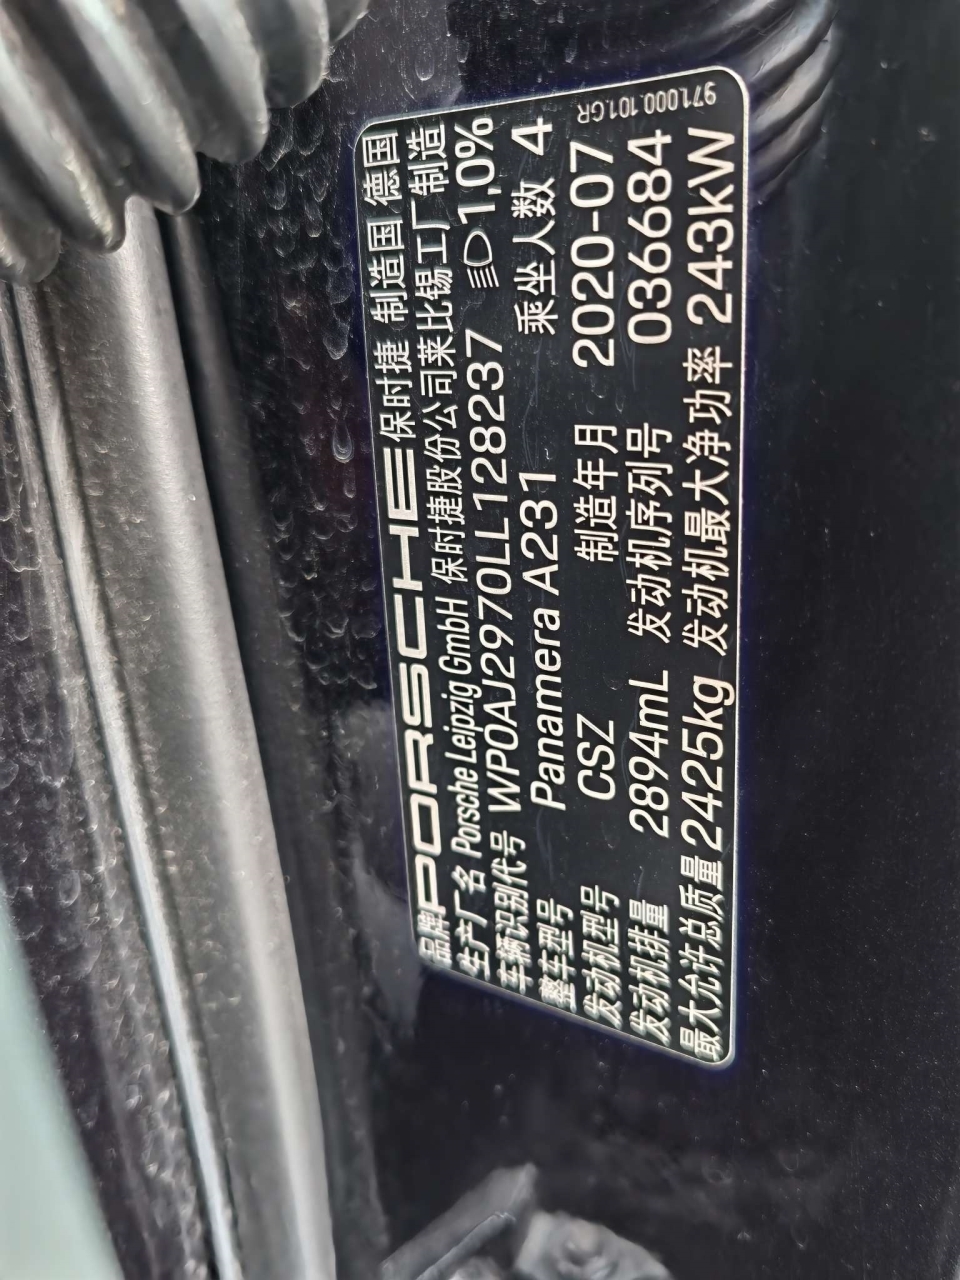 971.000.101.GR
品牌 PORSCHE 保时捷 制造国 德国
生产厂名 Porsche Leipzig GmbH 保时捷股份公司莱比锡工厂制造
车辆识别代号 WP0AJ2970LL128237 1,0%
整车型号 Panamera A231 乘坐人数 4
发动机型号 CSZ 制造年月 2020-07
发动机排量 2894mL 发动机序列号 036684
最大允许总质量 2425kg 发动机最大净功率 243kW